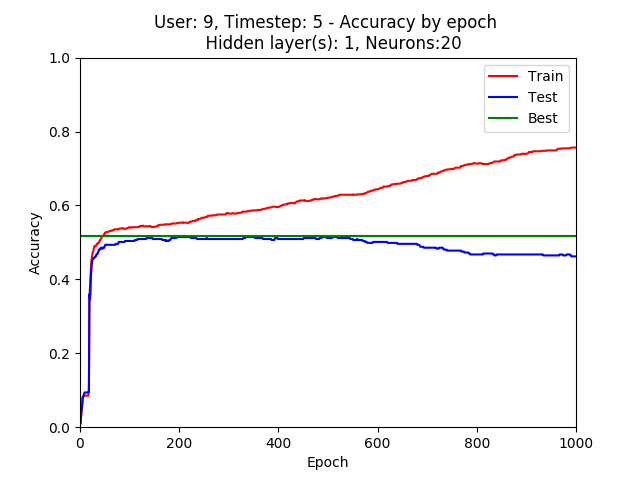 User: 9, Timestep: 5 - Accuracy by epoch
Hidden layer(s): 1, Neurons:20
1.0
0.8
0.6
0.4
0.2
0.0
Accuracy
Train
Test
Best
0 200 400 600 800 1000
Epoch